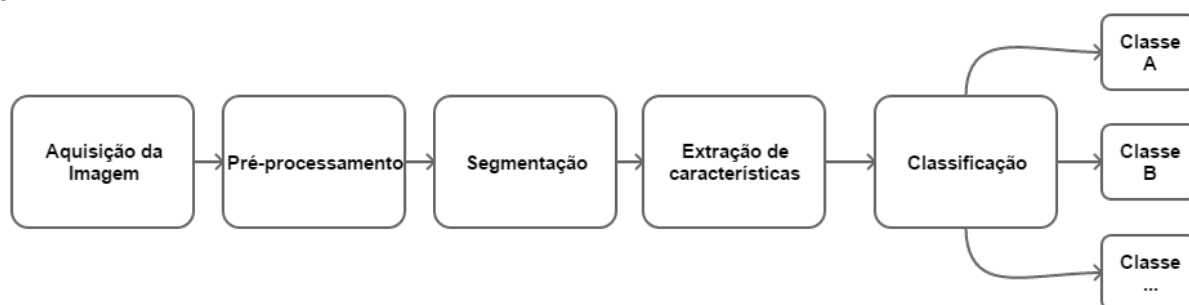 Aquisição da
Imagem
Pré-processamento
Segmentação
Extração de
características
Classificação
Classe
A
Classe
B
Classe
...